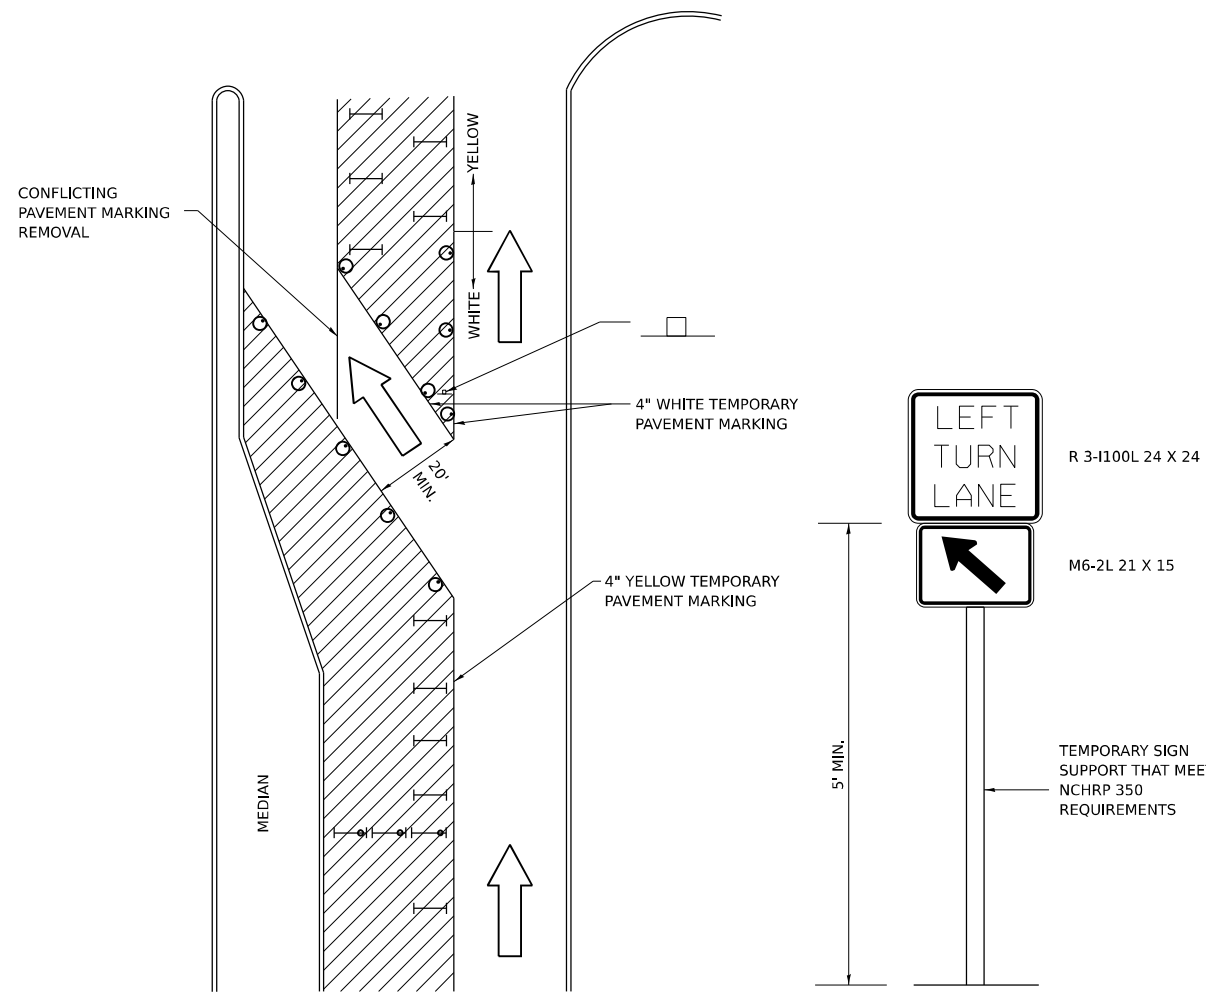 CONFLICTING
PAVEMENT MARKING
REMOVAL
YELLOW
WHITE
4" WHITE TEMPORARY
PAVEMENT MARKING
20'
MIN.
4" YELLOW TEMPORARY
PAVEMENT MARKING
MEDIAN
LEFT
TURN
LANE
R 3-I100L 24 X 24
M6-2L 21 X 15
5' MIN.
TEMPORARY SIGN
SUPPORT THAT MEE
NCHRP 350
REQUIREMENTS